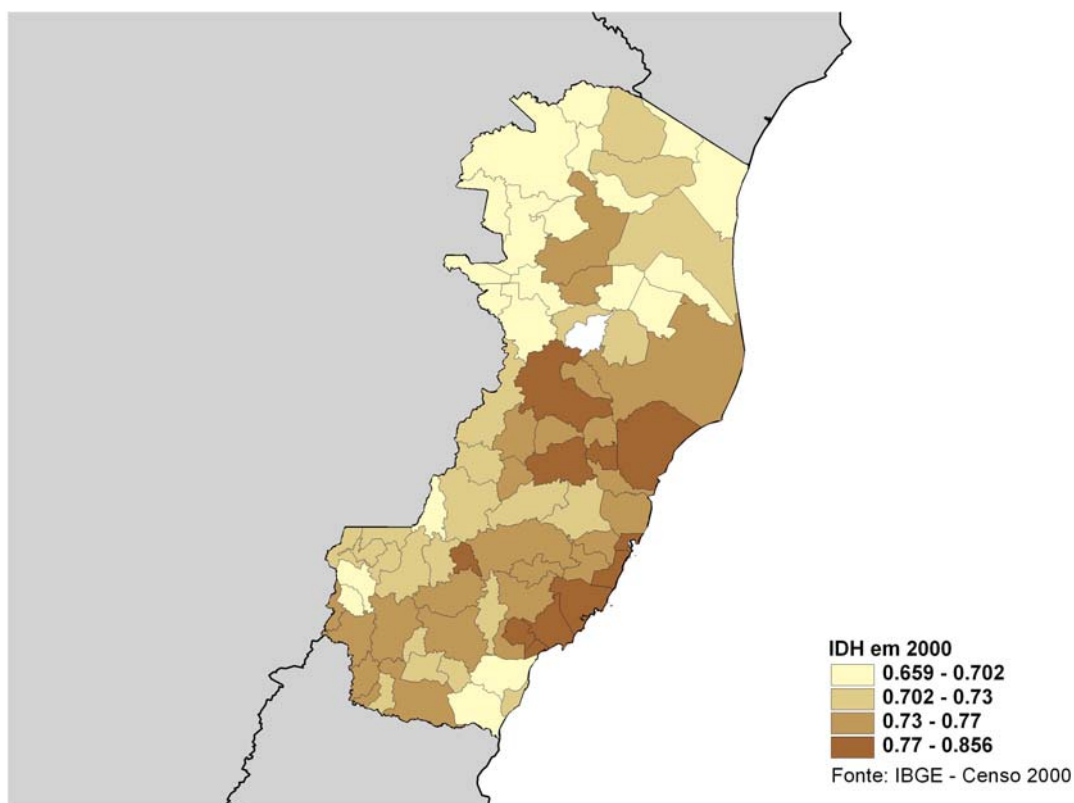 IDH em 2000
0.659 - 0.702
0.702 - 0.73
0.73 - 0.77
0.77 - 0.856
Fonte: IBGE - Censo 2000